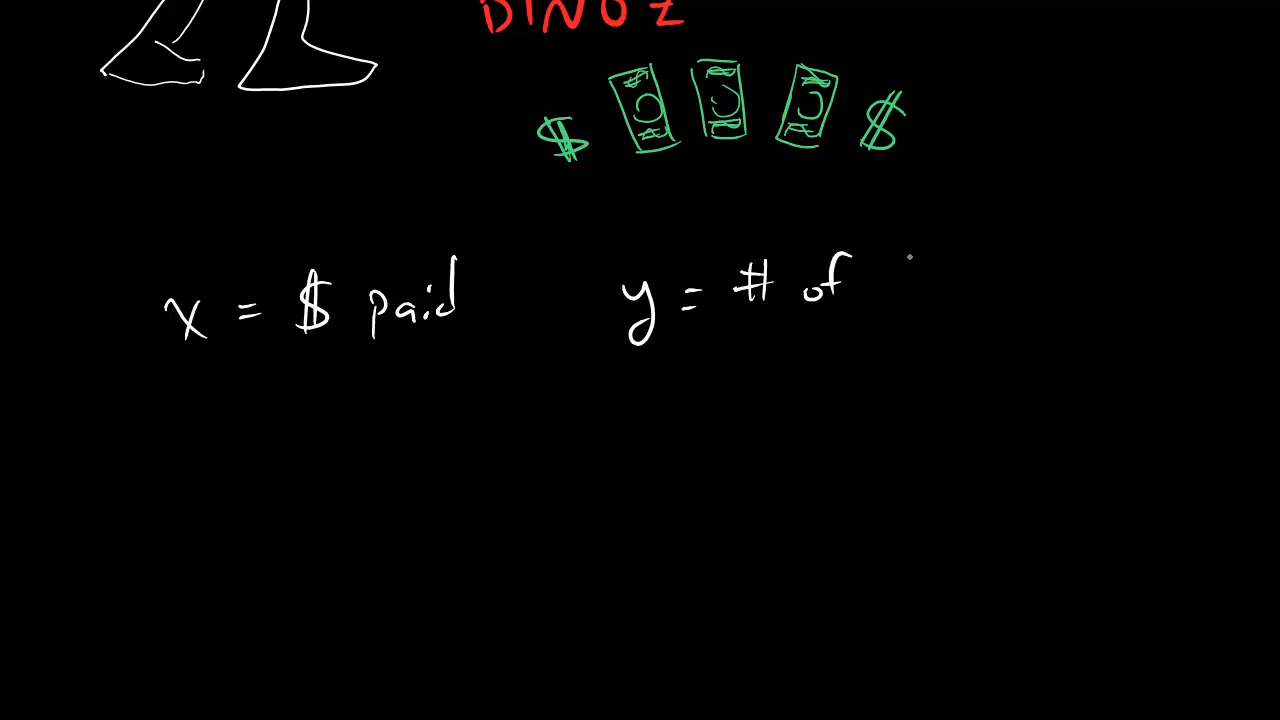 DINOZ
$ $
x = $ paid y = # of